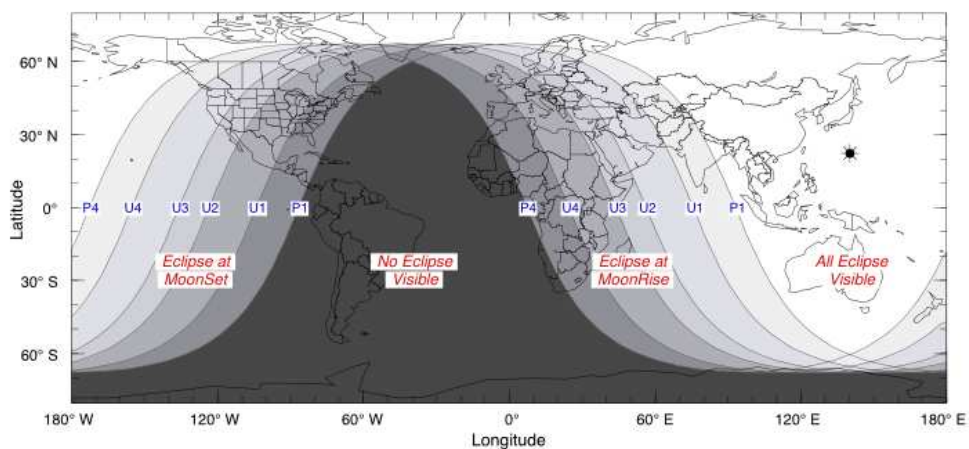 60° N
30° N
0°
30° S
60° S
Latitude
P4 U4 U3 U2 U1 P1 P4 U4 U3 U2 U1 P1
Eclipse at
MoonSet
No Eclipse
Visible
Eclipse at
MoonRise
All Eclipse
Visible
180° W 120° W 60° W 0° 60° E 120° E 180° E
Longitude